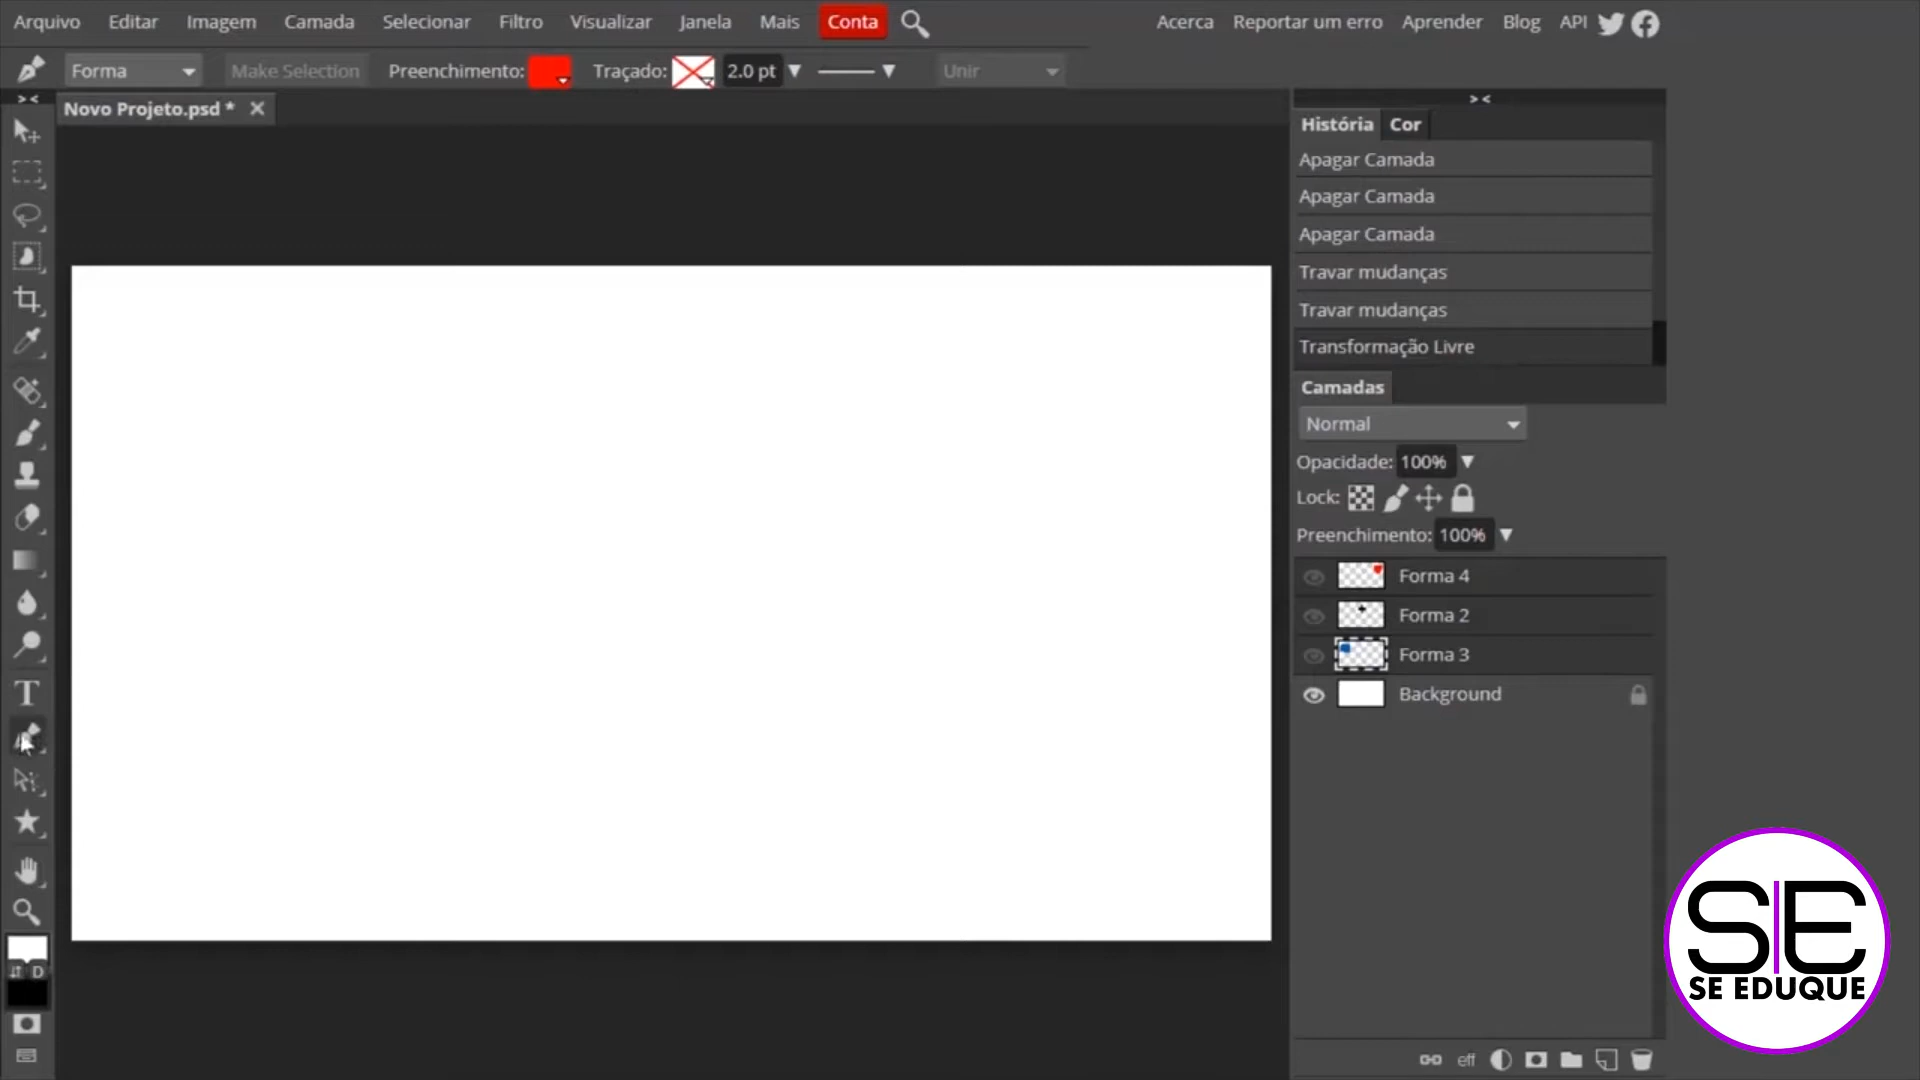 Arquivo Editar Imagem Camada Selecionar Filtro Visualizar Janela Mais Conta Acerca Reportar um erro Aprender Blog API
Forma Make Selection Preenchimento: Traçado: 2.0 pt Unir
> <
Novo Projeto.psd *
> <
História Cor
Apagar Camada
Apagar Camada
Apagar Camada
Travar mudanças
Travar mudanças
Transformação Livre
Camadas
Normal
Opacidade: 100%
Lock:
Preenchimento: 100%
Forma 4
Forma 2
Forma 3
Background
T
D
eff
SE
SE EDUQUE